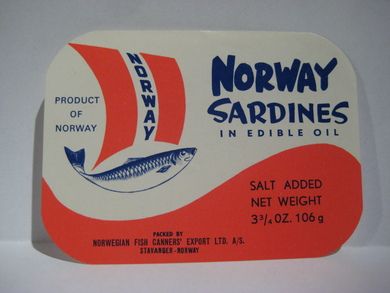 NORWAY
PRODUCT
OF
NORWAY
NORWAY
SARDINES
IN EDIBLE OIL
SALT ADDED
NET WEIGHT
3 3/4 OZ. 106 g
PACKED BY
NORWEGIAN FISH CANNERS' EXPORT LTD. A/S.
STAVANGER-NORWAY